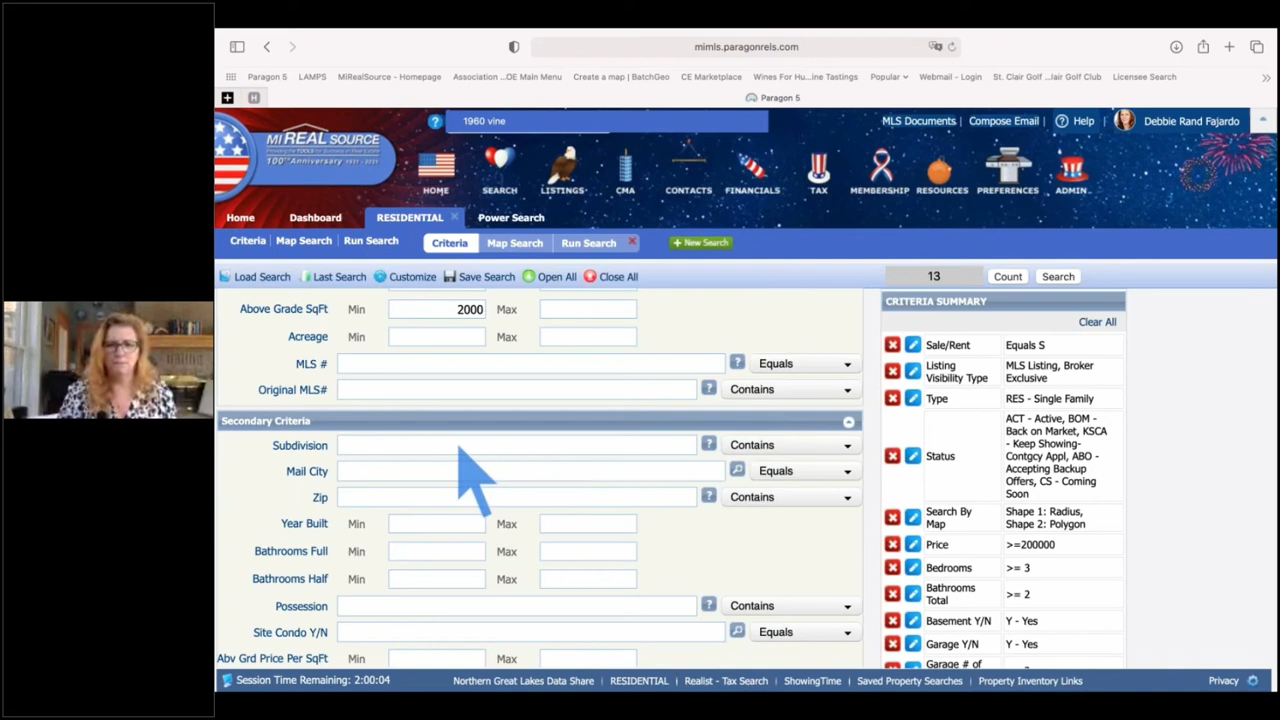 mimls.paragonrels.com
Paragon 5
LAMPS
MiRealSource - Homepage
Association ...OE Main Menu
Create a map | BatchGeo
CE Marketplace
Wines For Hu...ine Tastings
Popular
Webmail - Login
St. Clair Golf ...lair Golf Club
Licensee Search
H
Paragon 5
MiREALSOURCE
100th Anniversary 1921 - 2021
1960 vine
MLS Documents
Compose Email
Help
Debbie Rand Fajardo
HOME
SEARCH
LISTINGS
CMA
CONTACTS
FINANCIALS
TAX
MEMBERSHIP
RESOURCES
PREFERENCES
ADMIN
Home
Dashboard
RESIDENTIAL
Power Search
Criteria
Map Search
Run Search
Criteria
Map Search
Run Search
+ New Search
Load Search
Last Search
Customize
Save Search
Open All
Close All
13
Count
Search
Above Grade SqFt Min 2000 Max
Acreage Min Max
MLS # ? Equals
Original MLS# ? Contains
Secondary Criteria
Subdivision ? Contains
Mail City Equals
Zip ? Contains
Year Built Min Max
Bathrooms Full Min Max
Bathrooms Half Min Max
Possession ? Contains
Site Condo Y/N Equals
Abv Grd Price Per SqFt Min Max
CRITERIA SUMMARY
Clear All
Sale/Rent Equals S
Listing Visibility Type MLS Listing, Broker Exclusive
Type RES - Single Family
Status ACT - Active, BOM - Back on Market, KSCA - Keep Showing- Contgcy Appl, ABO - Accepting Backup Offers, CS - Coming Soon
Search By Map Shape 1: Radius, Shape 2: Polygon
Price >=200000
Bedrooms >= 3
Bathrooms Total >= 2
Basement Y/N Y - Yes
Garage Y/N Y - Yes
Garage # of
Session Time Remaining: 2:00:04
Northern Great Lakes Data Share
RESIDENTIAL
Realist - Tax Search
ShowingTime
Saved Property Searches
Property Inventory Links
Privacy